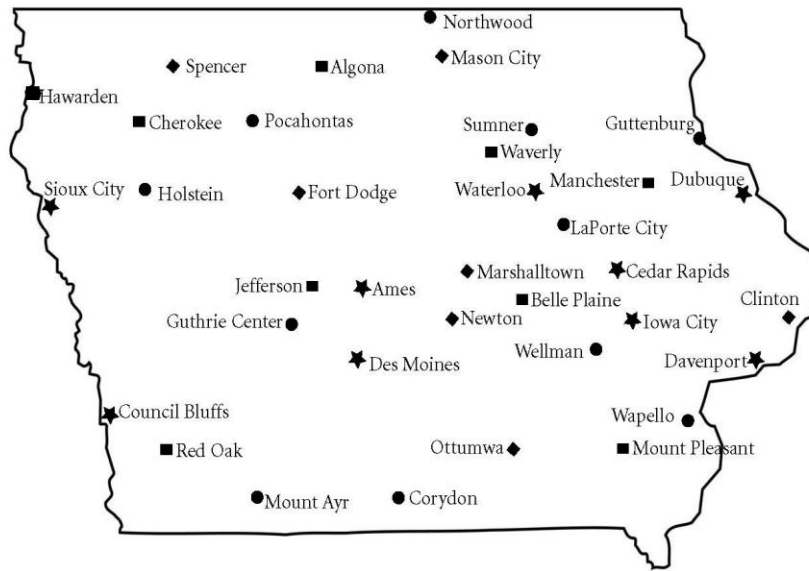 Northwood
Mason City
Spencer
Algona
Hawarden
Cherokee
Pocahontas
Sumner
Guttenburg
Waverly
Sioux City
Holstein
Fort Dodge
Waterloo
Manchester
Dubuque
LaPorte City
Marshalltown
Cedar Rapids
Jefferson
Ames
Belle Plaine
Clinton
Guthrie Center
Newton
Iowa City
Wellman
Des Moines
Davenport
Council Bluffs
Wapello
Red Oak
Ottumwa
Mount Pleasant
Mount Ayr
Corydon